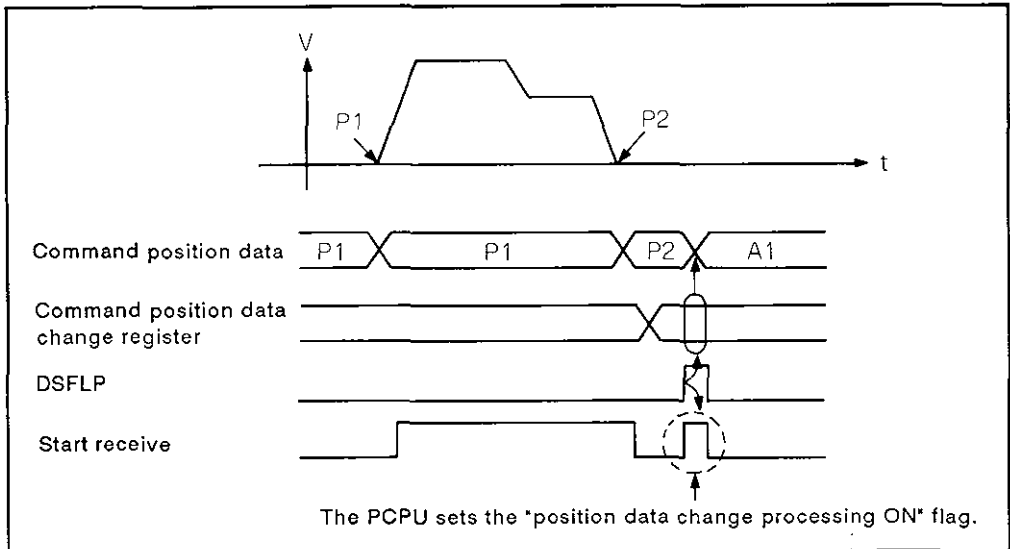 V
P1
P2
t
Command position data
P1
P1
P2
A1
Command position data
change register
DSFLP
Start receive
The PCPU sets the "position data change processing ON" flag.